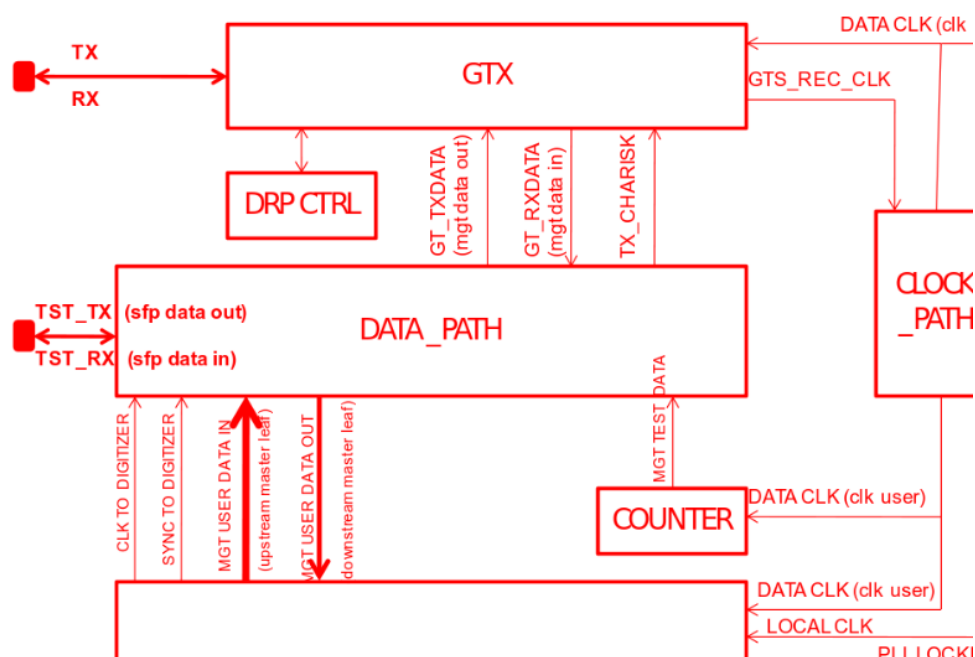 DATA CLK (clk
TX
GTX
RX
GTS_REC_CLK
GT_TXDATA
(mgt data out)
GT_RXDATA
(mgt data in)
TX_CHARISK
DRP CTRL
CLOCK
_PATH
TST_TX (sfp data out)
DATA_PATH
TST_RX (sfp data in)
CLK TO DIGITIZER
SYNC TO DIGITIZER
MGT USER DATA IN
(upstream master leaf)
MGT USER DATA OUT
downstream master leaf)
MGT TEST_DATA
COUNTER
DATA CLK (clk user)
DATA CLK (clk user)
LOCAL CLK